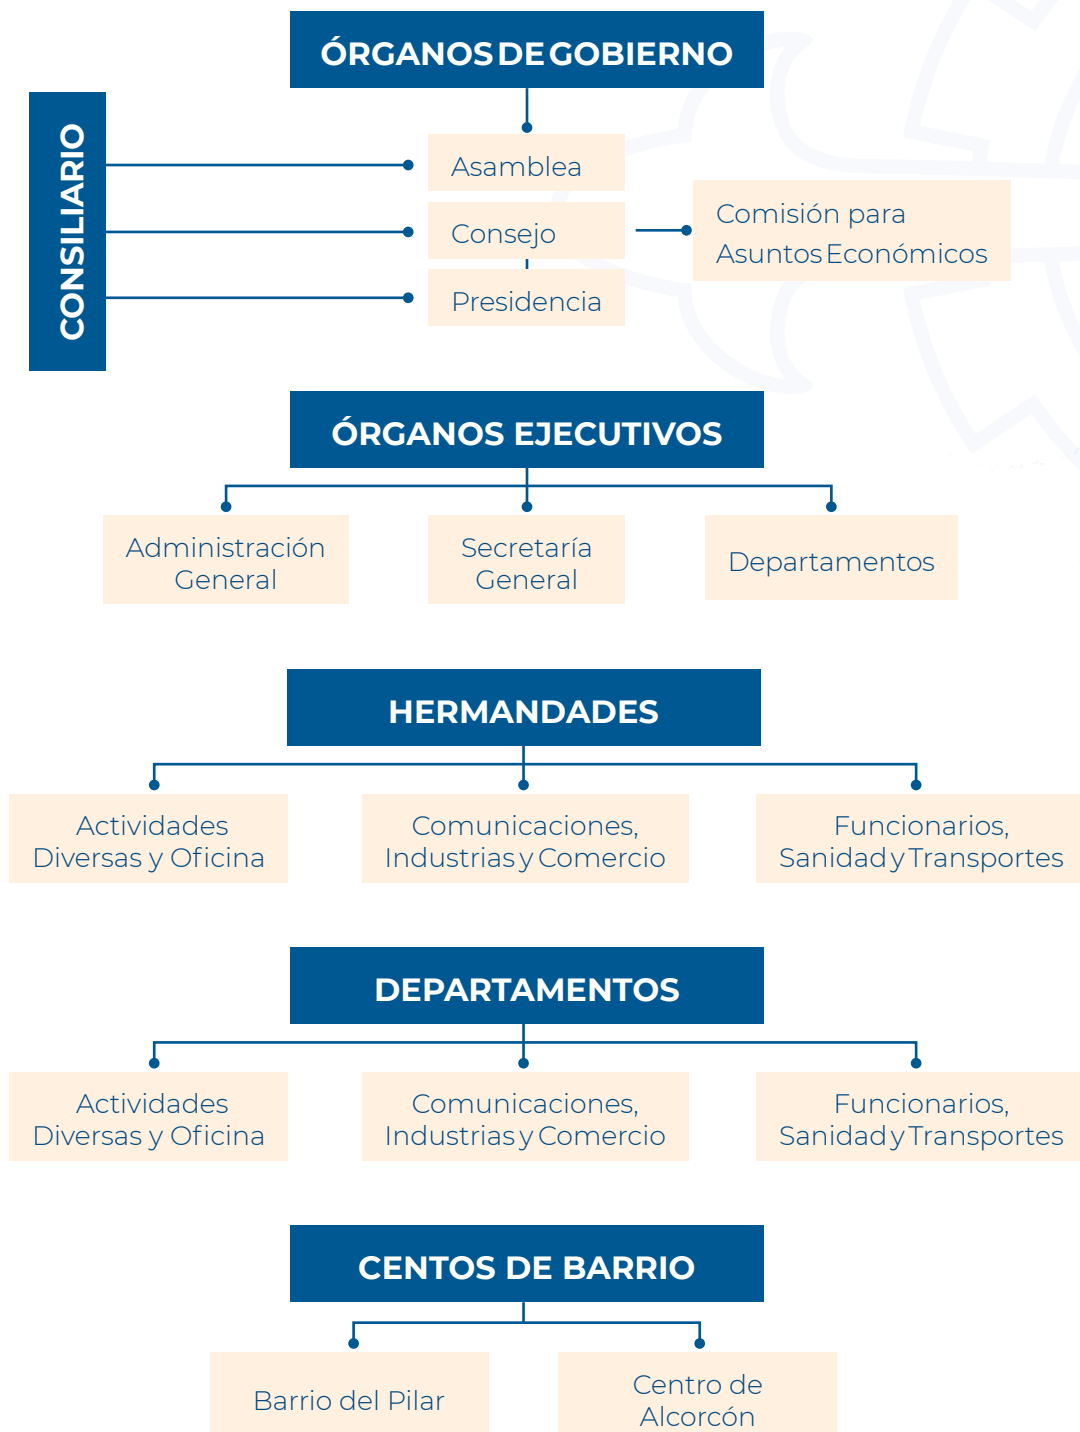 ÓRGANOS DE GOBIERNO
CONSILIARIO
Asamblea
Consejo
Presidencia
Comisión para
Asuntos Económicos
ÓRGANOS EJECUTIVOS
Administración
General
Secretaría
General
Departamentos
HERMANDADES
Actividades
Diversas y Oficina
Comunicaciones,
Industrias y Comercio
Funcionarios,
Sanidad y Transportes
DEPARTAMENTOS
Actividades
Diversas y Oficina
Comunicaciones,
Industrias y Comercio
Funcionarios,
Sanidad y Transportes
CENTOS DE BARRIO
Barrio del Pilar
Centro de
Alcorcón